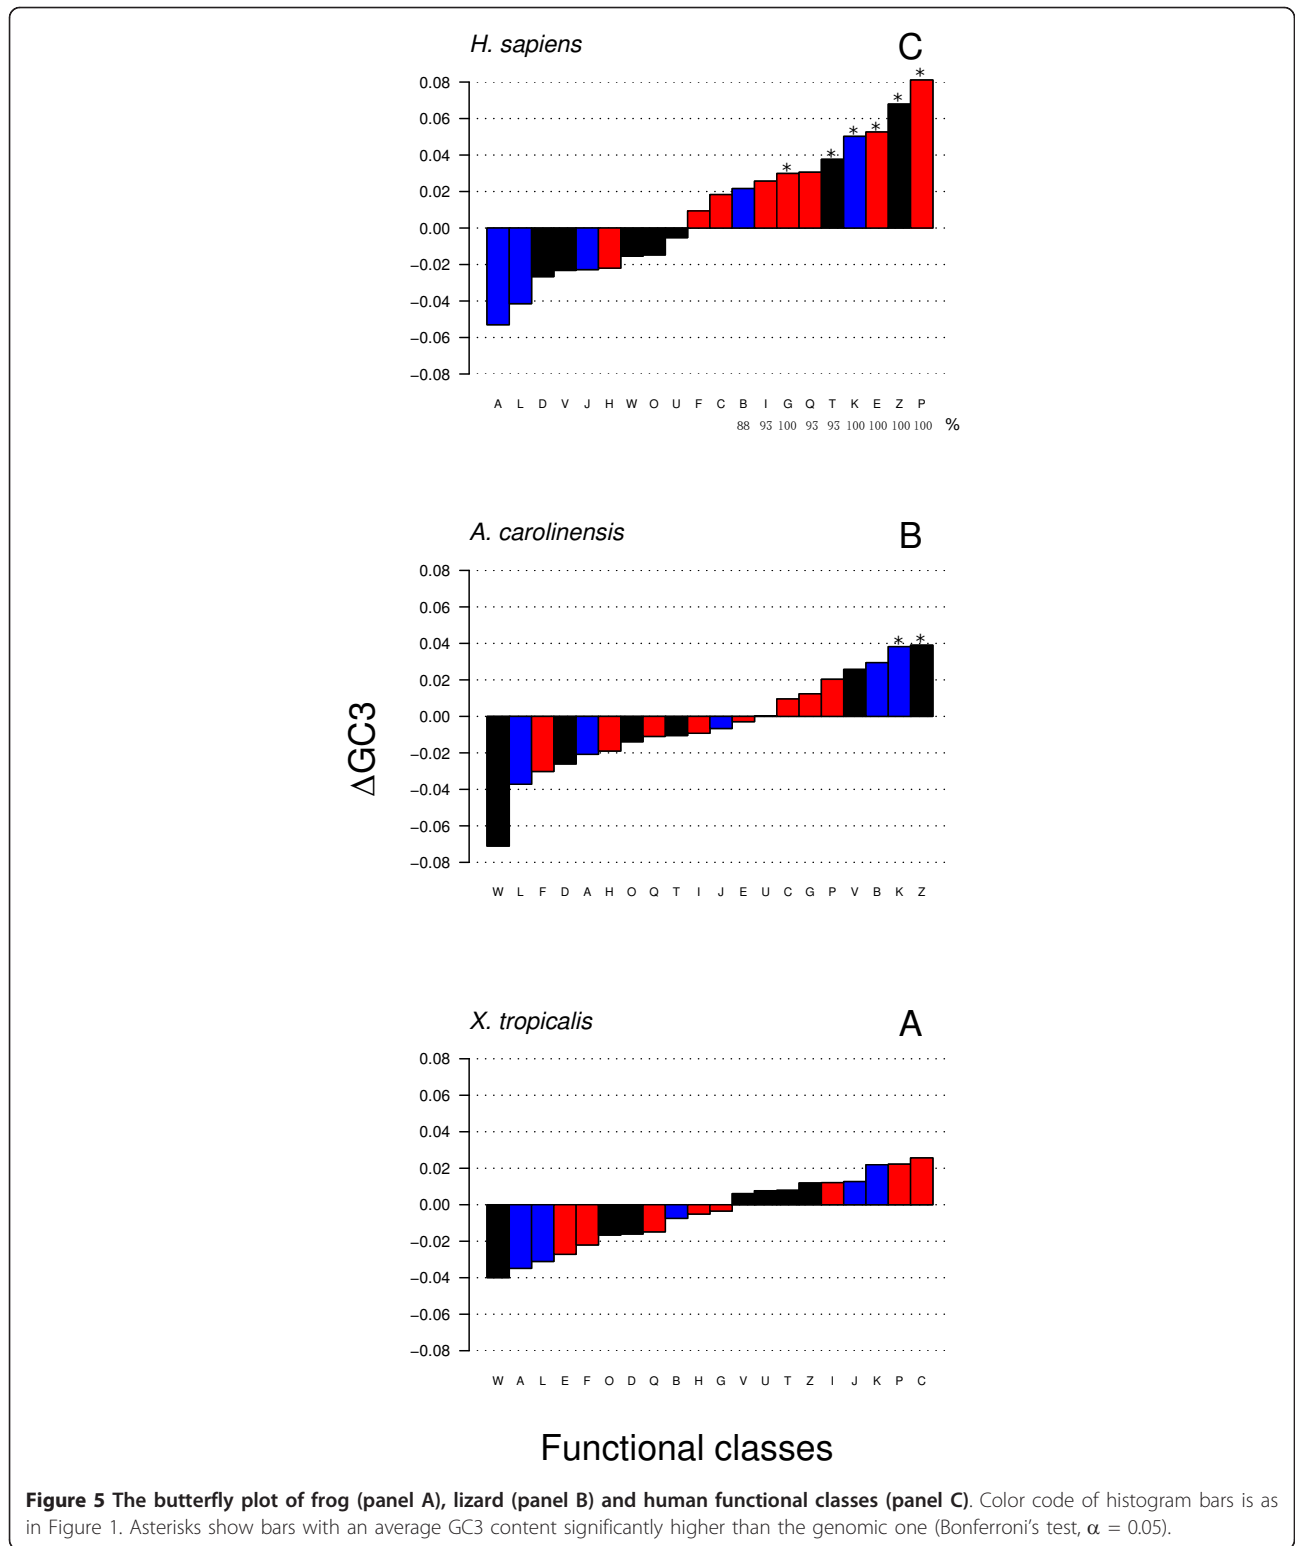 H. sapiens
C
0.08
0.06
0.04
0.02
0.00
−0.02
−0.04
−0.06
−0.08
* * * * * *
A L D V J H W O U F C B I G Q T K E Z P
88 93 100 93 93 100 100 100 100 %
A. carolinensis
B
0.08
0.06
0.04
0.02
0.00
−0.02
−0.04
−0.06
−0.08
* *
W L F D A H O Q T I J E U C G P V B K Z
ΔGC3
X. tropicalis
A
0.08
0.06
0.04
0.02
0.00
−0.02
−0.04
−0.06
−0.08
W A L E F O D Q B H G V U T Z I J K P C
Functional classes
Figure 5 The butterfly plot of frog (panel A), lizard (panel B) and human functional classes (panel C). Color code of histogram bars is as
in Figure 1. Asterisks show bars with an average GC3 content significantly higher than the genomic one (Bonferroni's test, α = 0.05).